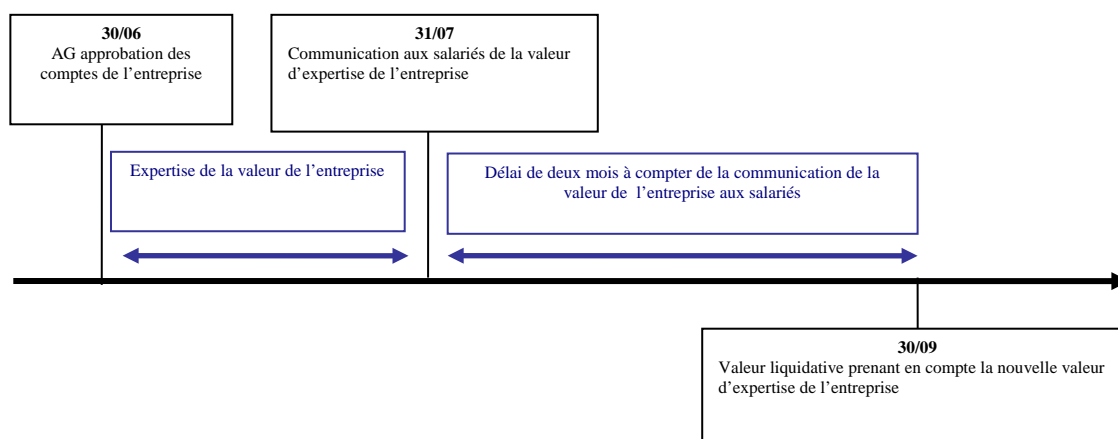 30/06
AG approbation des
comptes de l’entreprise
31/07
Communication aux salariés de la valeur
d’expertise de l’entreprise
Expertise de la valeur de l’entreprise
Délai de deux mois à compter de la communication de la
valeur de  l’entreprise aux salariés
30/09
Valeur liquidative prenant en compte la nouvelle valeur
d’expertise de l’entreprise